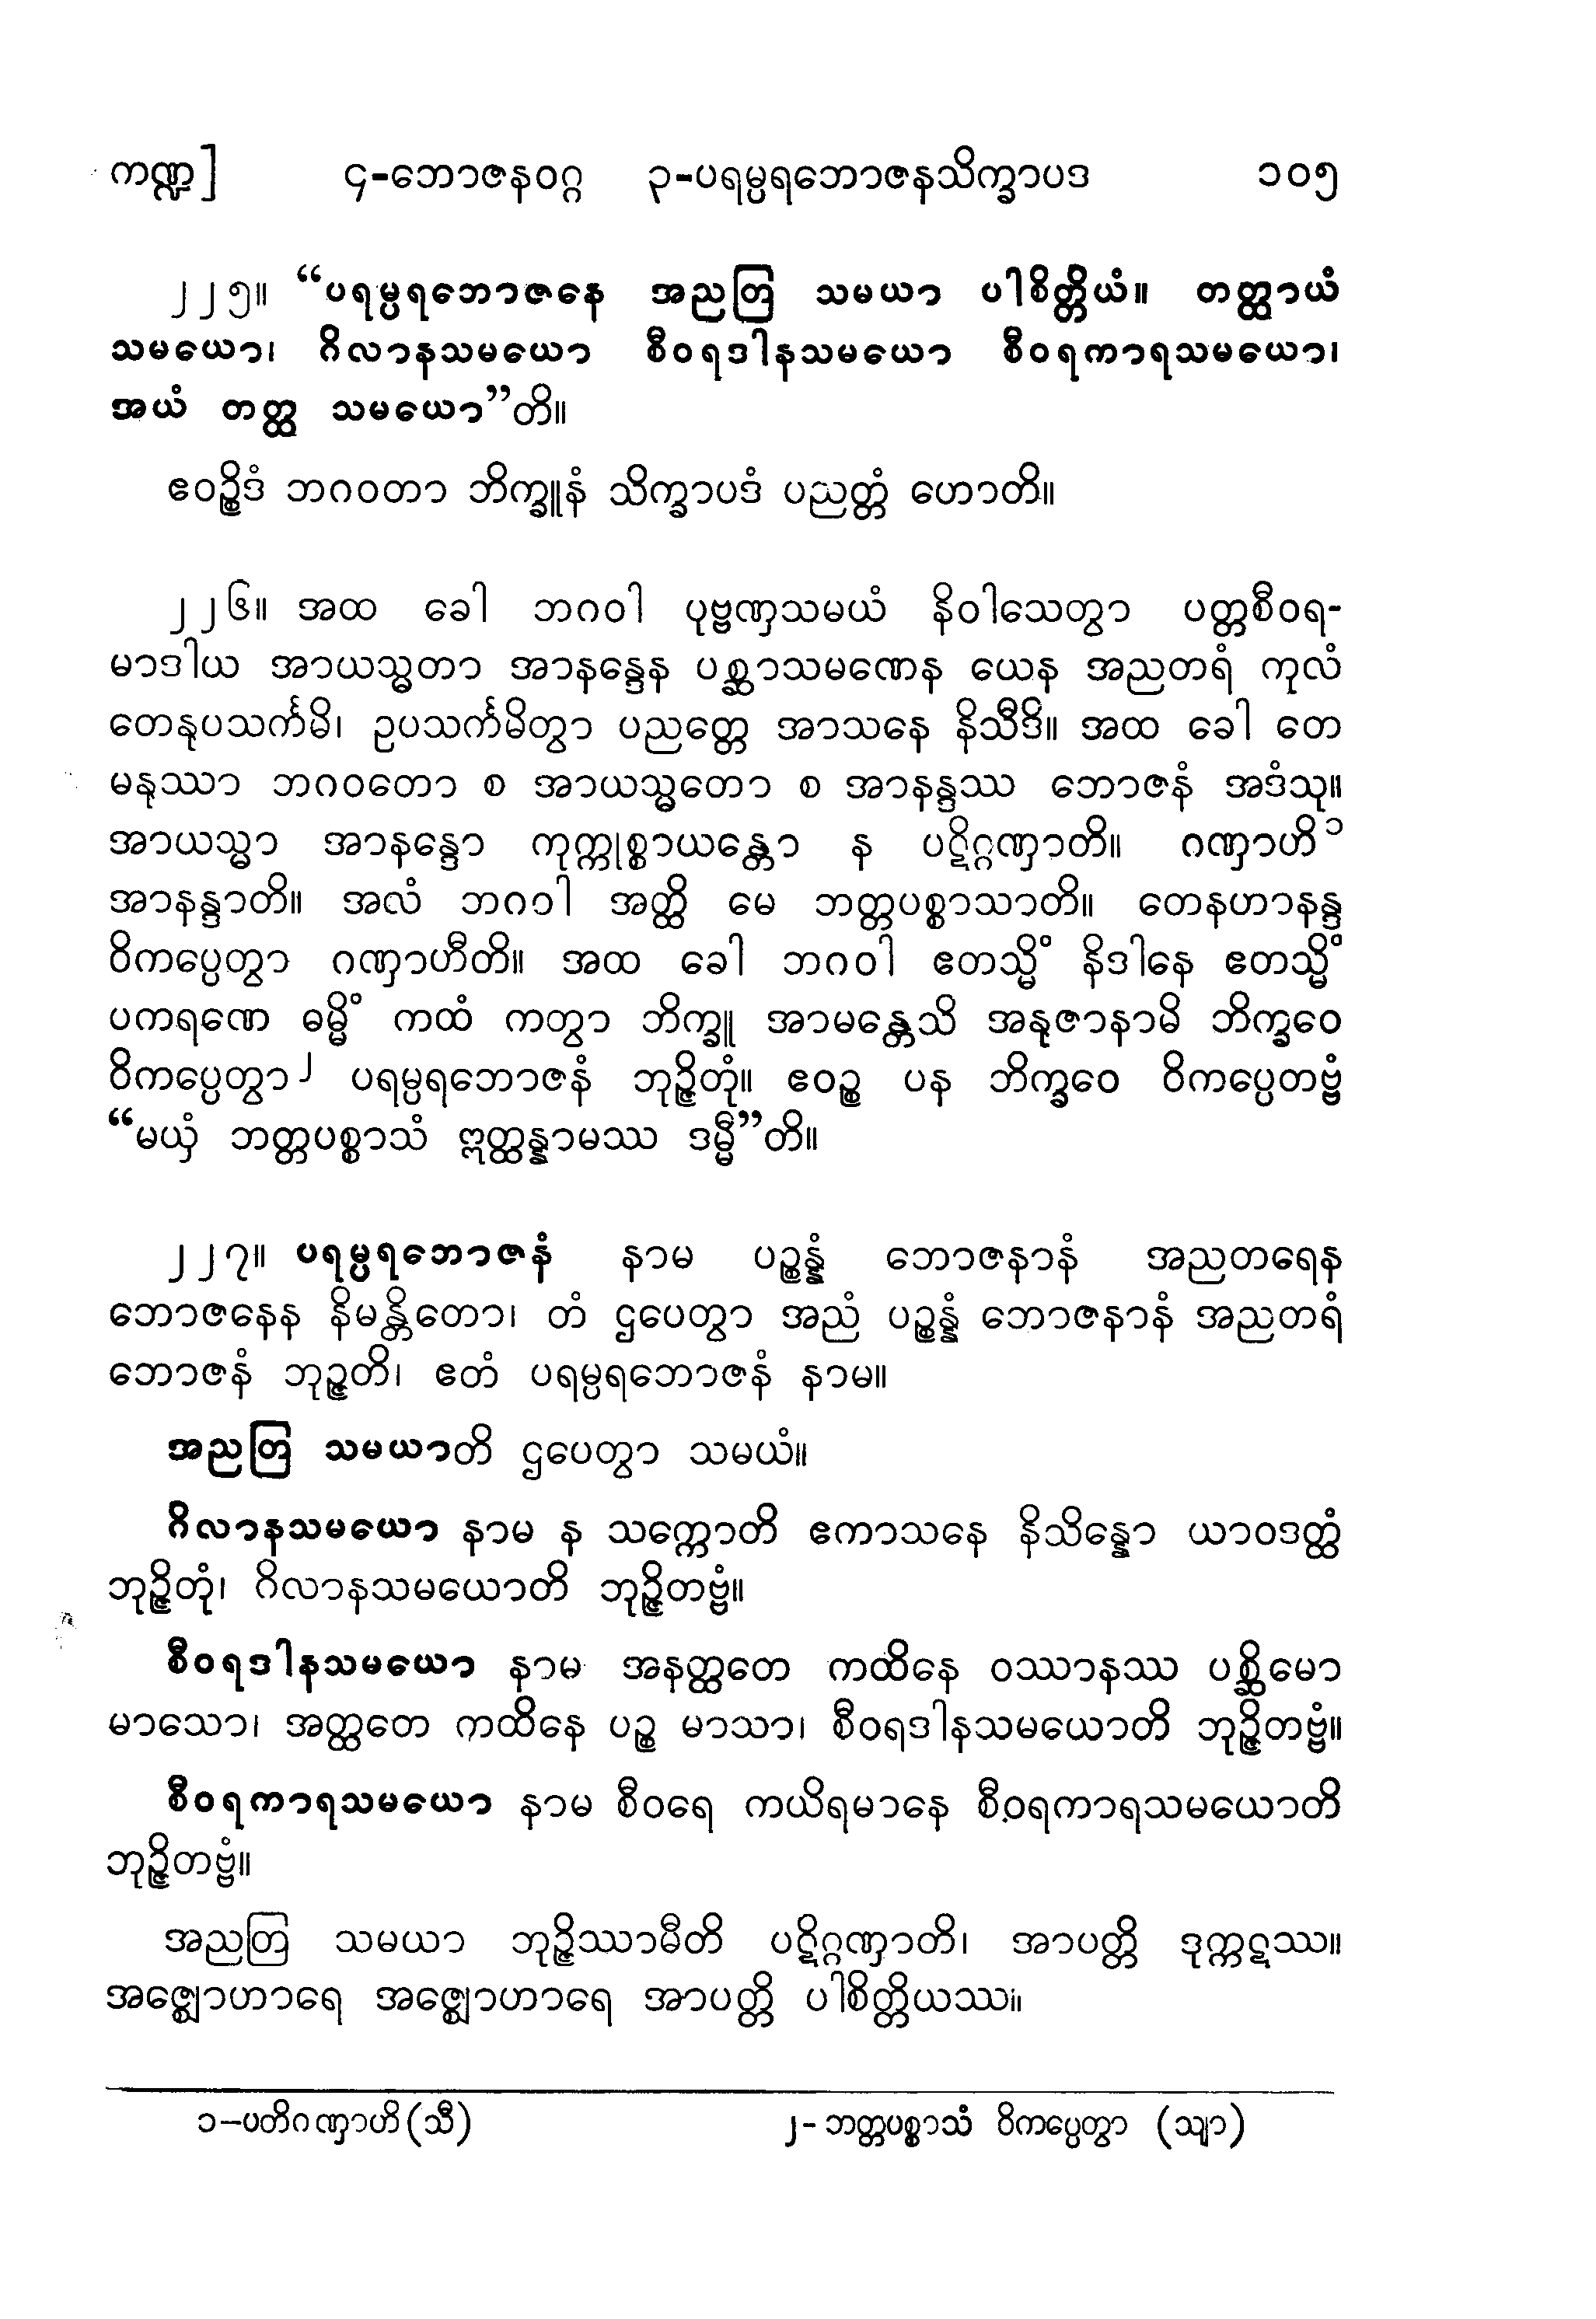 ကဏ္ဍ] ၄-ဘောဇနဝဂ္ဂ ၃-ပရမ္ပရဘောဇနသိက္ခာပဒ ၁၀၅
၂၂၅။ “ပရမ္ပရဘောဇနေ အညတြ သမယာ ပါစိတ္တိယံ။ တတ္ထာယံ
သမယော၊ ဂိလာနသမယော စီဝရဒါနသမယော စီဝရကာရသမယော၊
အယံ တတ္ထ သမယော”တိ။
ဧဝဉ္စိဒံ ဘဂဝတာ ဘိက္ခူနံ သိက္ခာပဒံ ပညတ္တံ ဟောတိ။
၂၂၆။ အထ ခေါ ဘဂဝါ ပုဗ္ဗဏှသမယံ နိဝါသေတွာ ပတ္တစီဝရ-
မာဒါယ အာယသ္မတာ အာနန္ဒေန ပစ္ဆာသမဏေန ယေန အညတရံ ကုလံ
တေနုပသင်္ကမိ၊ ဥပသင်္ကမိတွာ ပညတ္တေ အာသနေ နိသီဒိ။ အထ ခေါ တေ
မနုဿာ ဘဂဝတော စ အာယသ္မတော စ အာနန္ဒဿ ဘောဇနံ အဒံသု။
အာယသ္မာ အာနန္ဒော ကုက္ကုစ္စာယန္တော န ပဋိဂ္ဂဏှာတိ။ ဂဏှာဟိ၁
အာနန္ဒာတိ။ အလံ ဘဂဝါ အတ္ထိ မေ ဘတ္တပစ္စာသာတိ။ တေနဟာနန္ဒ
ဝိကပ္ပေတွာ ဂဏှာဟီတိ။ အထ ခေါ ဘဂဝါ ဧတသ္မိံ နိဒါနေ ဧတသ္မိံ
ပကရဏေ ဓမ္မိံ ကထံ ကတွာ ဘိက္ခူ အာမန္တေသိ အနုဇာနာမိ ဘိက္ခဝေ
ဝိကပ္ပေတွာ၂ ပရမ္ပရဘောဇနံ ဘုဉ္ဇိတုံ။ ဧဝဉ္စ ပန ဘိက္ခဝေ ဝိကပ္ပေတဗ္ဗံ
“မယှံ ဘတ္တပစ္စာသံ ဣတ္ထန္နာမဿ ဒမ္မီ”တိ။
၂၂၇။ ပရမ္ပရဘောဇနံ နာမ ပဉ္စန္နံ ဘောဇနာနံ အညတရေန
ဘောဇနေန နိမန္တိတော၊ တံ ဌပေတွာ အညံ ပဉ္စန္နံ ဘောဇနာနံ အညတရံ
ဘောဇနံ ဘုဉ္ဇတိ၊ ဧတံ ပရမ္ပရဘောဇနံ နာမ။
အညတြ သမယာတိ ဌပေတွာ သမယံ။
ဂိလာနသမယော နာမ န သက္ကောတိ ဧကာသနေ နိသိန္နော ယာဝဒတ္ထံ
ဘုဉ္ဇိတုံ၊ ဂိလာနသမယောတိ ဘုဉ္ဇိတဗ္ဗံ။
စီဝရဒါနသမယော နာမ အနတ္ထတေ ကထိနေ ဝဿာနဿ ပစ္ဆိမော
မာသော၊ အတ္ထတေ ကထိနေ ပဉ္စ မာသာ၊ စီဝရဒါနသမယောတိ ဘုဉ္ဇိတဗ္ဗံ။
စီဝရကာရသမယော နာမ စီဝရေ ကယိရမာနေ စီဝရကာရသမယောတိ
ဘုဉ္ဇိတဗ္ဗံ။
အညတြ သမယာ ဘုဉ္ဇိဿာမီတိ ပဋိဂ္ဂဏှာတိ၊ အာပတ္တိ ဒုက္ကဋဿ။
အဇ္ဈောဟာရေ အဇ္ဈောဟာရေ အာပတ္တိ ပါစိတ္တိယဿ။
၁-ပတိဂဏှာဟိ(သီ) ၂-ဘတ္တပစ္စာသံ ဝိကပ္ပေတွာ (သျာ)